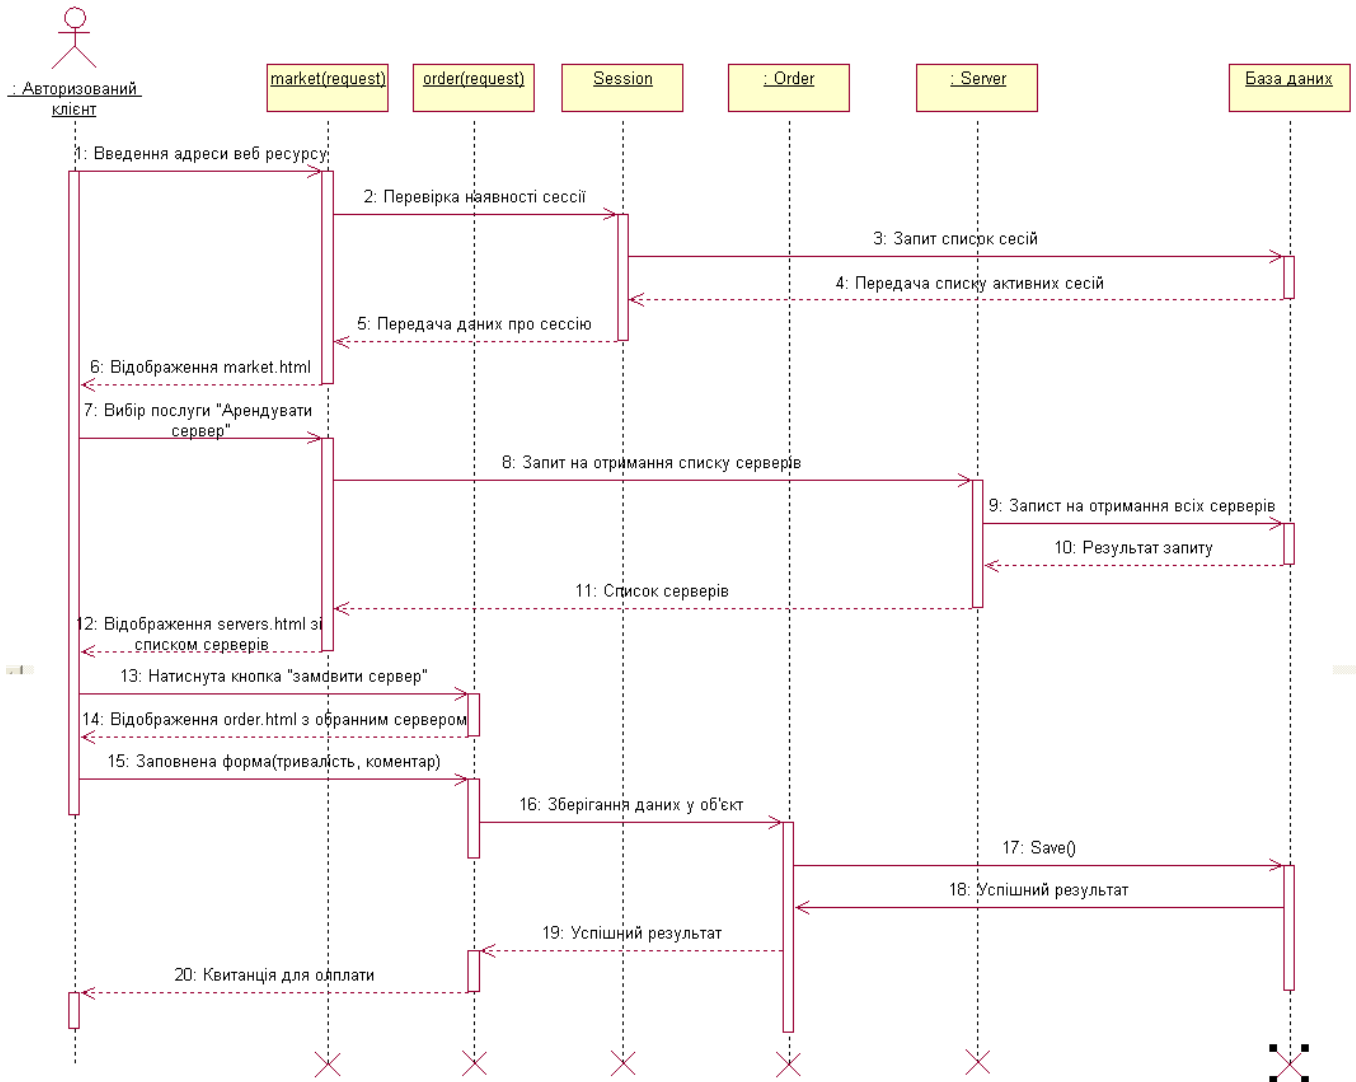 : Авторизований
клієнт
market(request)
order(request)
Session
: Order
: Server
База даних
1: Введення адреси веб ресурсу
2: Перевірка наявності сессії
3: Запит список сесій
4: Передача списку активних сесій
5: Передача даних про сессію
6: Відображення market.html
7: Вибір послуги "Арендувати
сервер"
8: Запит на отримання списку серверів
9: Запист на отримання всіх серверів
10: Результат запиту
11: Список серверів
12: Відображення servers.html зі
списком серверів
13: Натиснута кнопка "замовити сервер"
14: Відображення order.html з обранним сервером
15: Заповнена форма(тривалість, коментар)
16: Зберігання даних у об'єкт
17: Save()
18: Успішний результат
19: Успішний результат
20: Квитанція для олплати